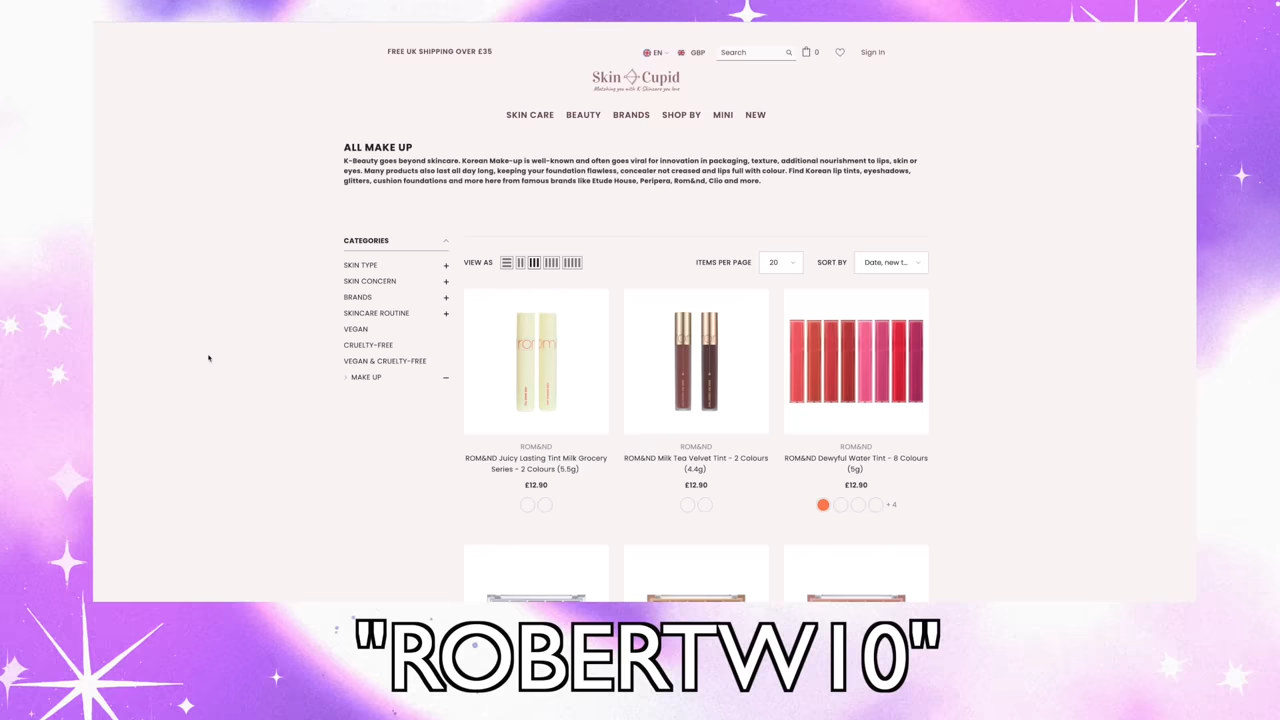 FREE UK SHIPPING OVER £35
EN
GBP
Search
0
Sign In
Skin Cupid
Matching you with K-Skincare you love
SKIN CARE BEAUTY BRANDS SHOP BY MINI NEW
ALL MAKE UP
K-Beauty goes beyond skincare. Korean Make-up is well-known and often goes viral for innovation in packaging, texture, additional nourishment to lips, skin or
eyes. Many products also last all day long, keeping your foundation flawless, concealer not creased and lips full with colour. Find Korean lip tints, eyeshadows,
glitters, cushion foundations and more here from famous brands like Etude House, Peripera, Rom&nd, Clio and more.
CATEGORIES
SKIN TYPE +
SKIN CONCERN +
BRANDS +
SKINCARE ROUTINE +
VEGAN
CRUELTY-FREE
VEGAN & CRUELTY-FREE
MAKE UP −
VIEW AS
ITEMS PER PAGE 20
SORT BY Date, new t...
rom
om
ROM&ND
ROM&ND Juicy Lasting Tint Milk Grocery
Series - 2 Colours (5.5g)
£12.90
ROM&ND
ROM&ND Milk Tea Velvet Tint - 2 Colours
(4.4g)
£12.90
ROM&ND
ROM&ND Dewyful Water Tint - 8 Colours
(5g)
£12.90
+ 4
"ROBERTW10"